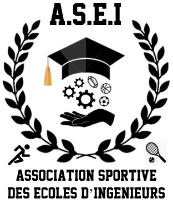 A.S.E.I
ASSOCIATION SPORTIVE
DES ECOLES D'INGENIEURS